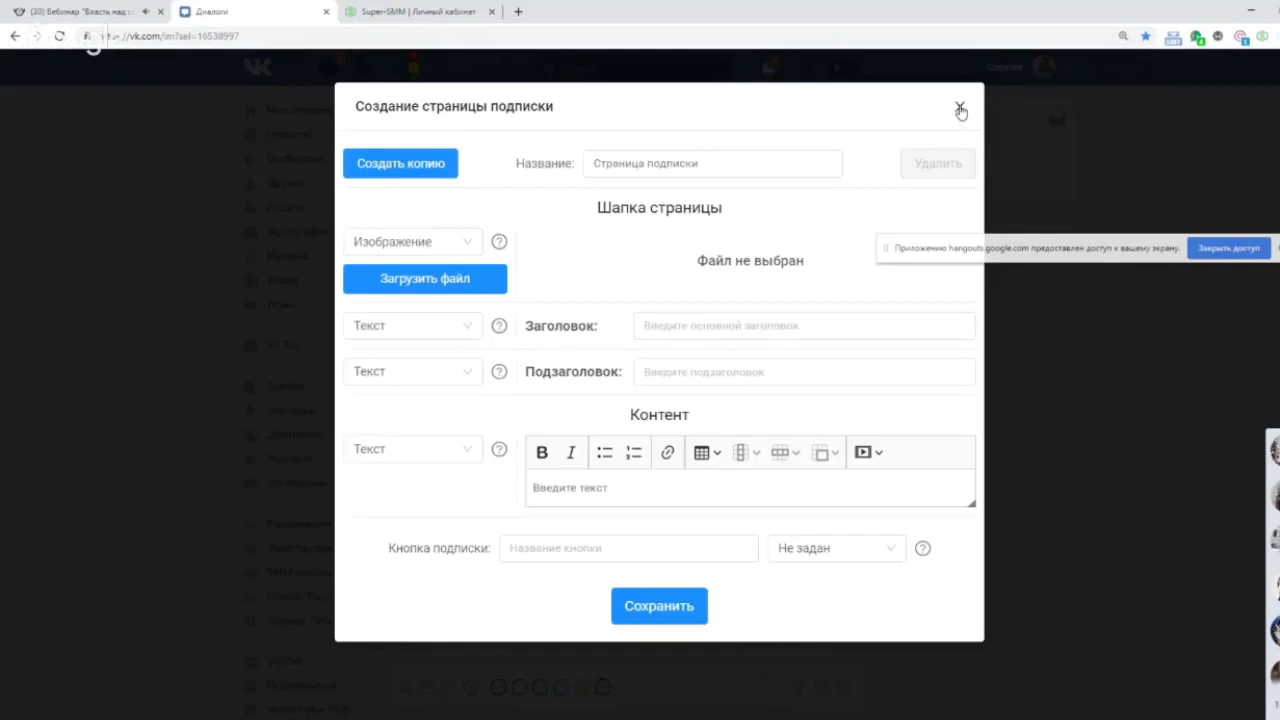 (30) Вебинар "Власть над с
Диалоги
Super-SMM | Личный кабинет
vk.com/im?sel=16538997
Создание страницы подписки
Создать копию
Название:
Страница подписки
Удалить
Шапка страницы
Изображение
Загрузить файл
Файл не выбран
Приложению hangouts.google.com предоставлен доступ к вашему экрану.
Закрыть доступ
Текст
Заголовок:
Введите основной заголовок
Текст
Подзаголовок:
Введите подзаголовок
Контент
Текст
B I
Введите текст
Кнопка подписки:
Название кнопки
Не задан
Сохранить